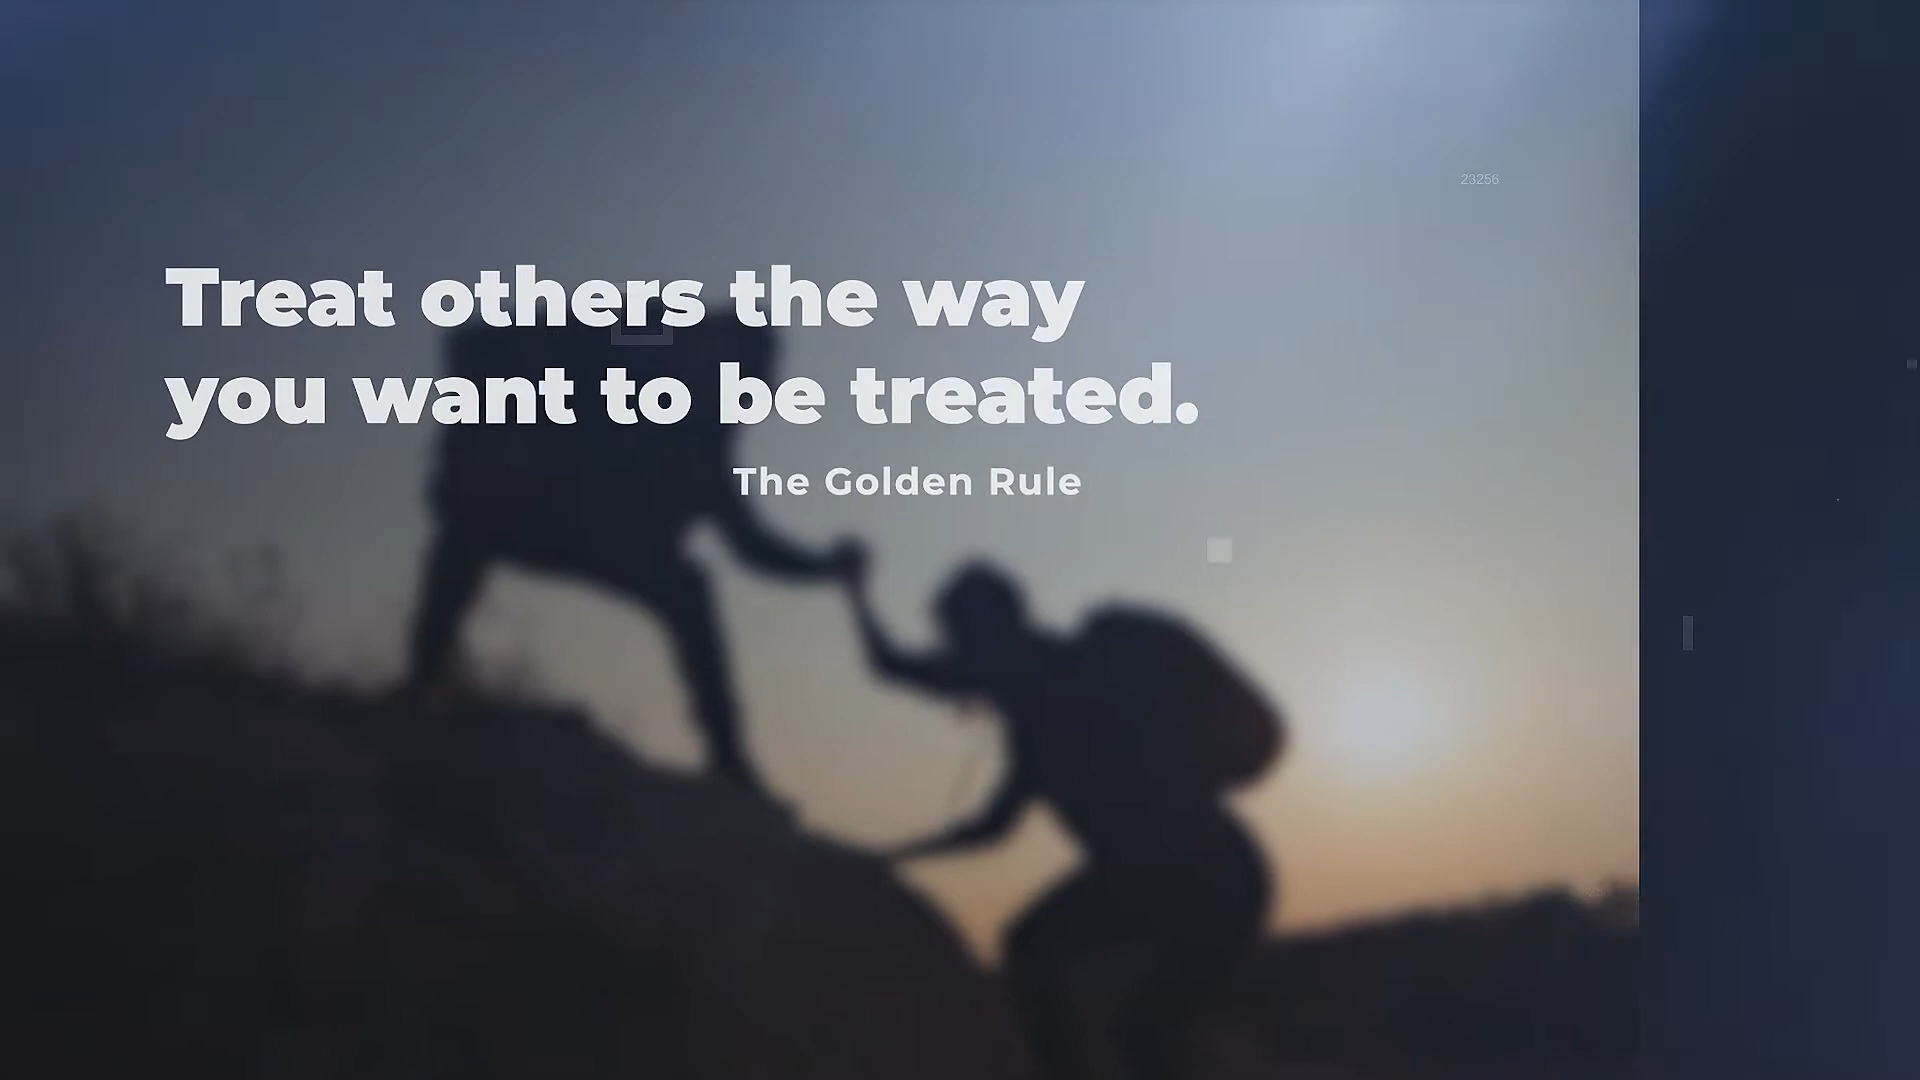 23256
Treat others the way
you want to be treated.
The Golden Rule